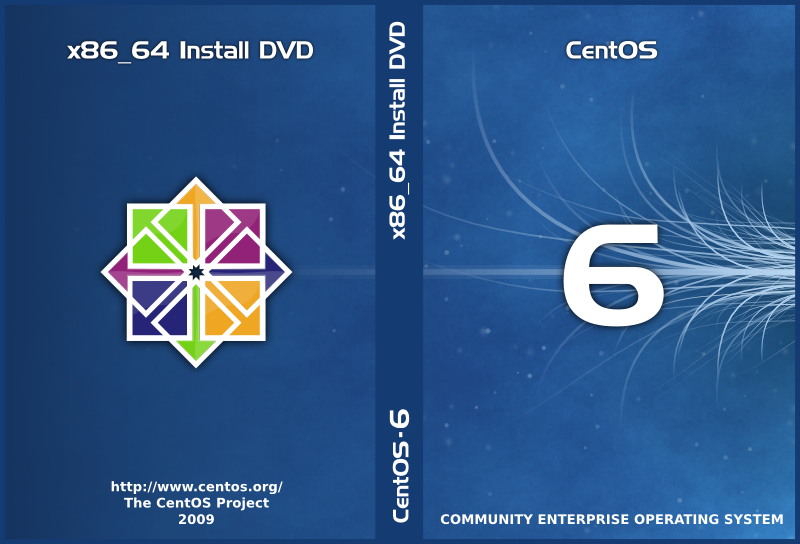 x86_64 Install DVD
http://www.centos.org/
The CentOS Project
2009
x86_64 Install DVD
CentOS-6
CentOS
6
COMMUNITY ENTERPRISE OPERATING SYSTEM